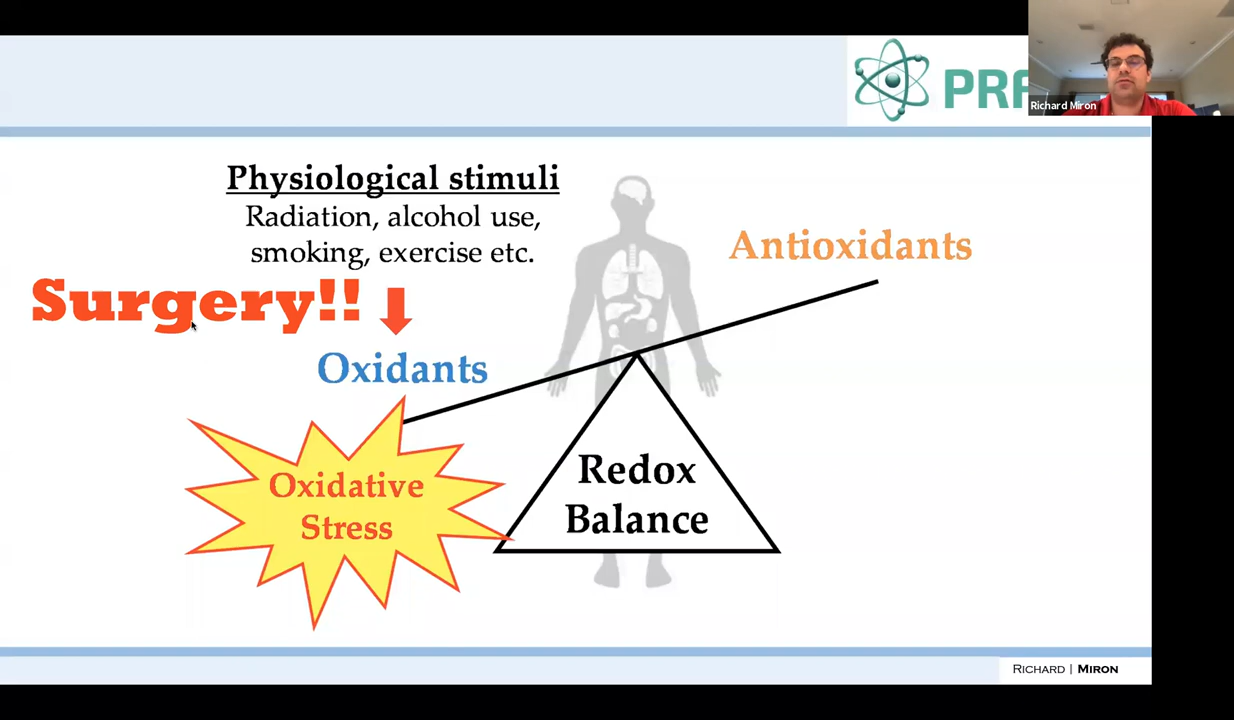 PRF
Richard Miron
Physiological stimuli
Radiation, alcohol use,
smoking, exercise etc.
Surgery!!
Antioxidants
Oxidants
Oxidative
Stress
Redox
Balance
RICHARD | MIRON